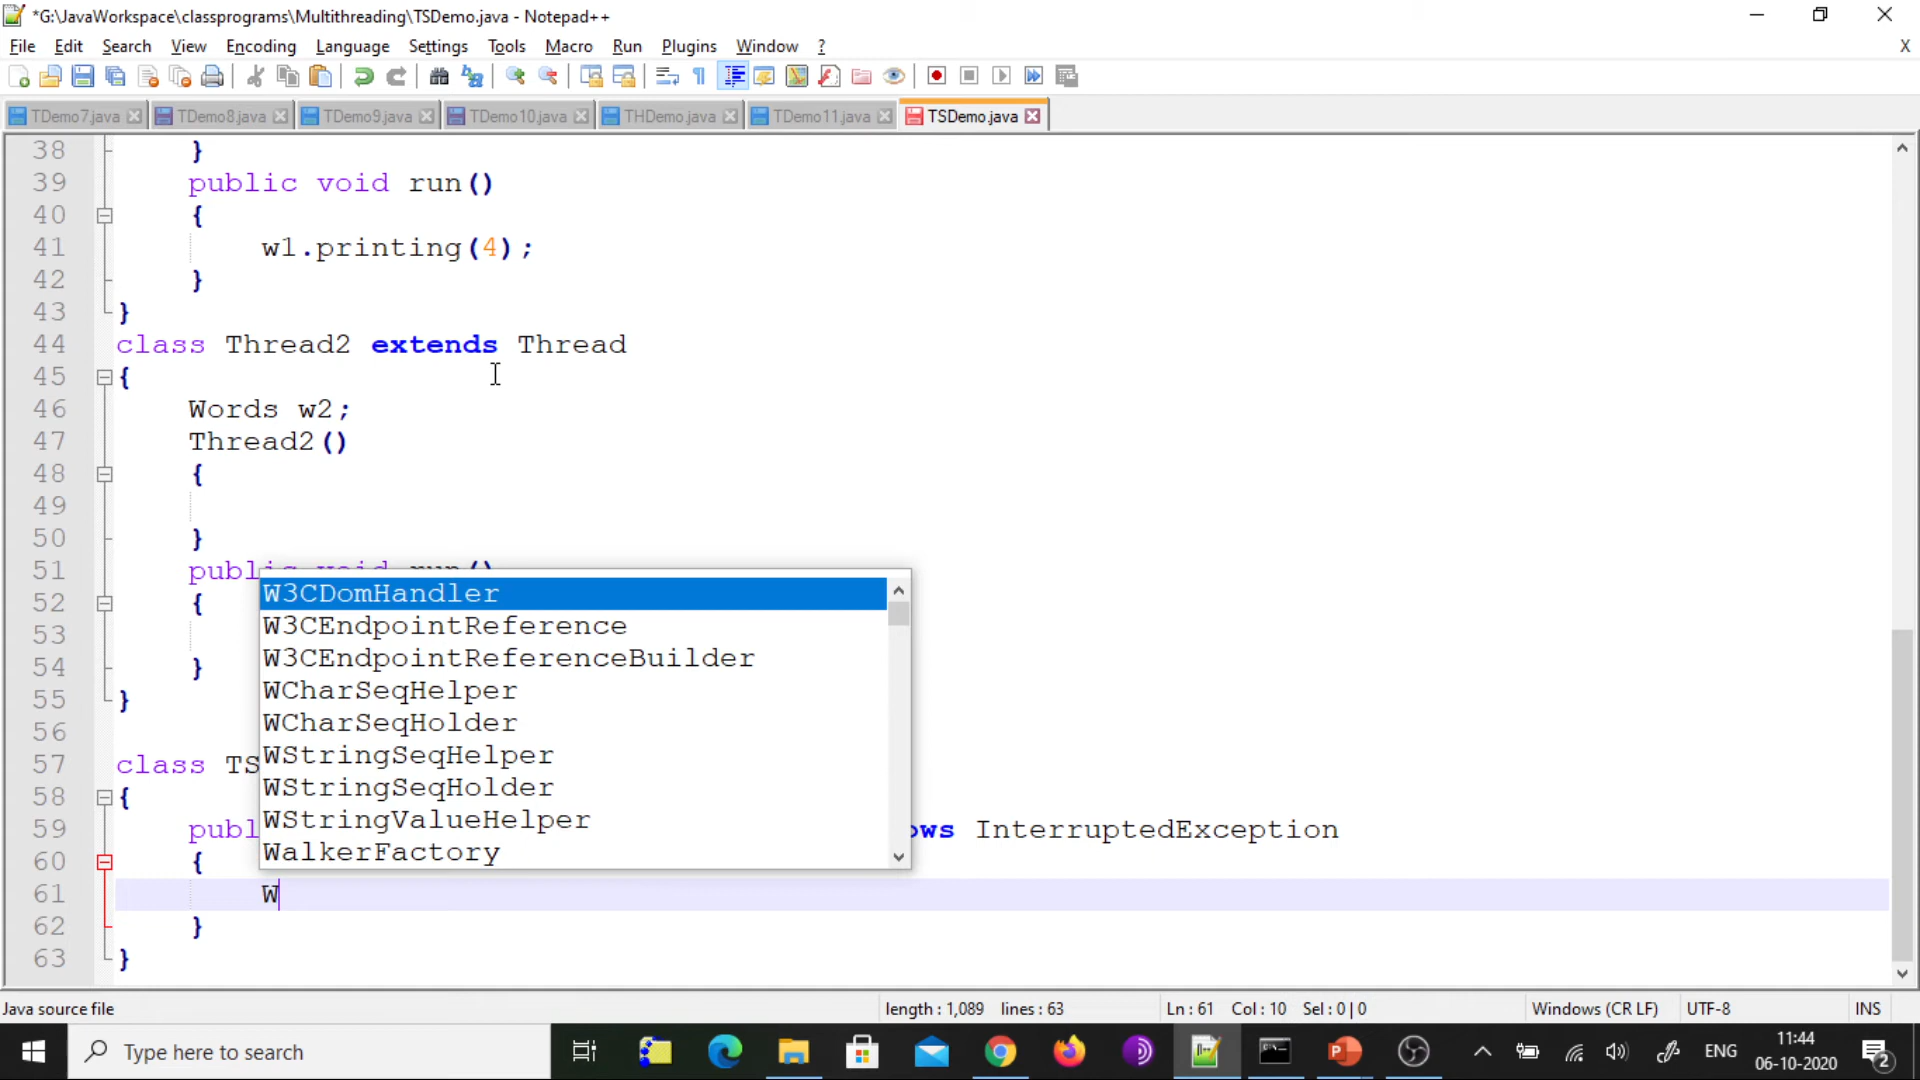 *G:\JavaWorkspace\classprograms\Multithreading\TSDemo.java - Notepad++
File Edit Search View Encoding Language Settings Tools Macro Run Plugins Window ? X
TDemo7.java TDemo8.java TDemo9.java TDemo10.java THDemo.java TDemo11.java TSDemo.java
38 }
39 public void run()
40 {
41 w1.printing(4);
42 }
43 }
44 class Thread2 extends Thread
45 {
46 Words w2;
47 Thread2()
48 {
49
50 }
51 public void run()
52 {
53
54 }
55 }
56
57 class TS
58 {
59 publ ows InterruptedException
60 {
61 W
62 }
63 }
W3CDomHandler
W3CEndpointReference
W3CEndpointReferenceBuilder
WCharSeqHelper
WCharSeqHolder
WStringSeqHelper
WStringSeqHolder
WStringValueHelper
WalkerFactory
Java source file length : 1,089 lines : 63 Ln : 61 Col : 10 Sel : 0 | 0 Windows (CR LF) UTF-8 INS
Type here to search ENG 11:44
06-10-2020 2